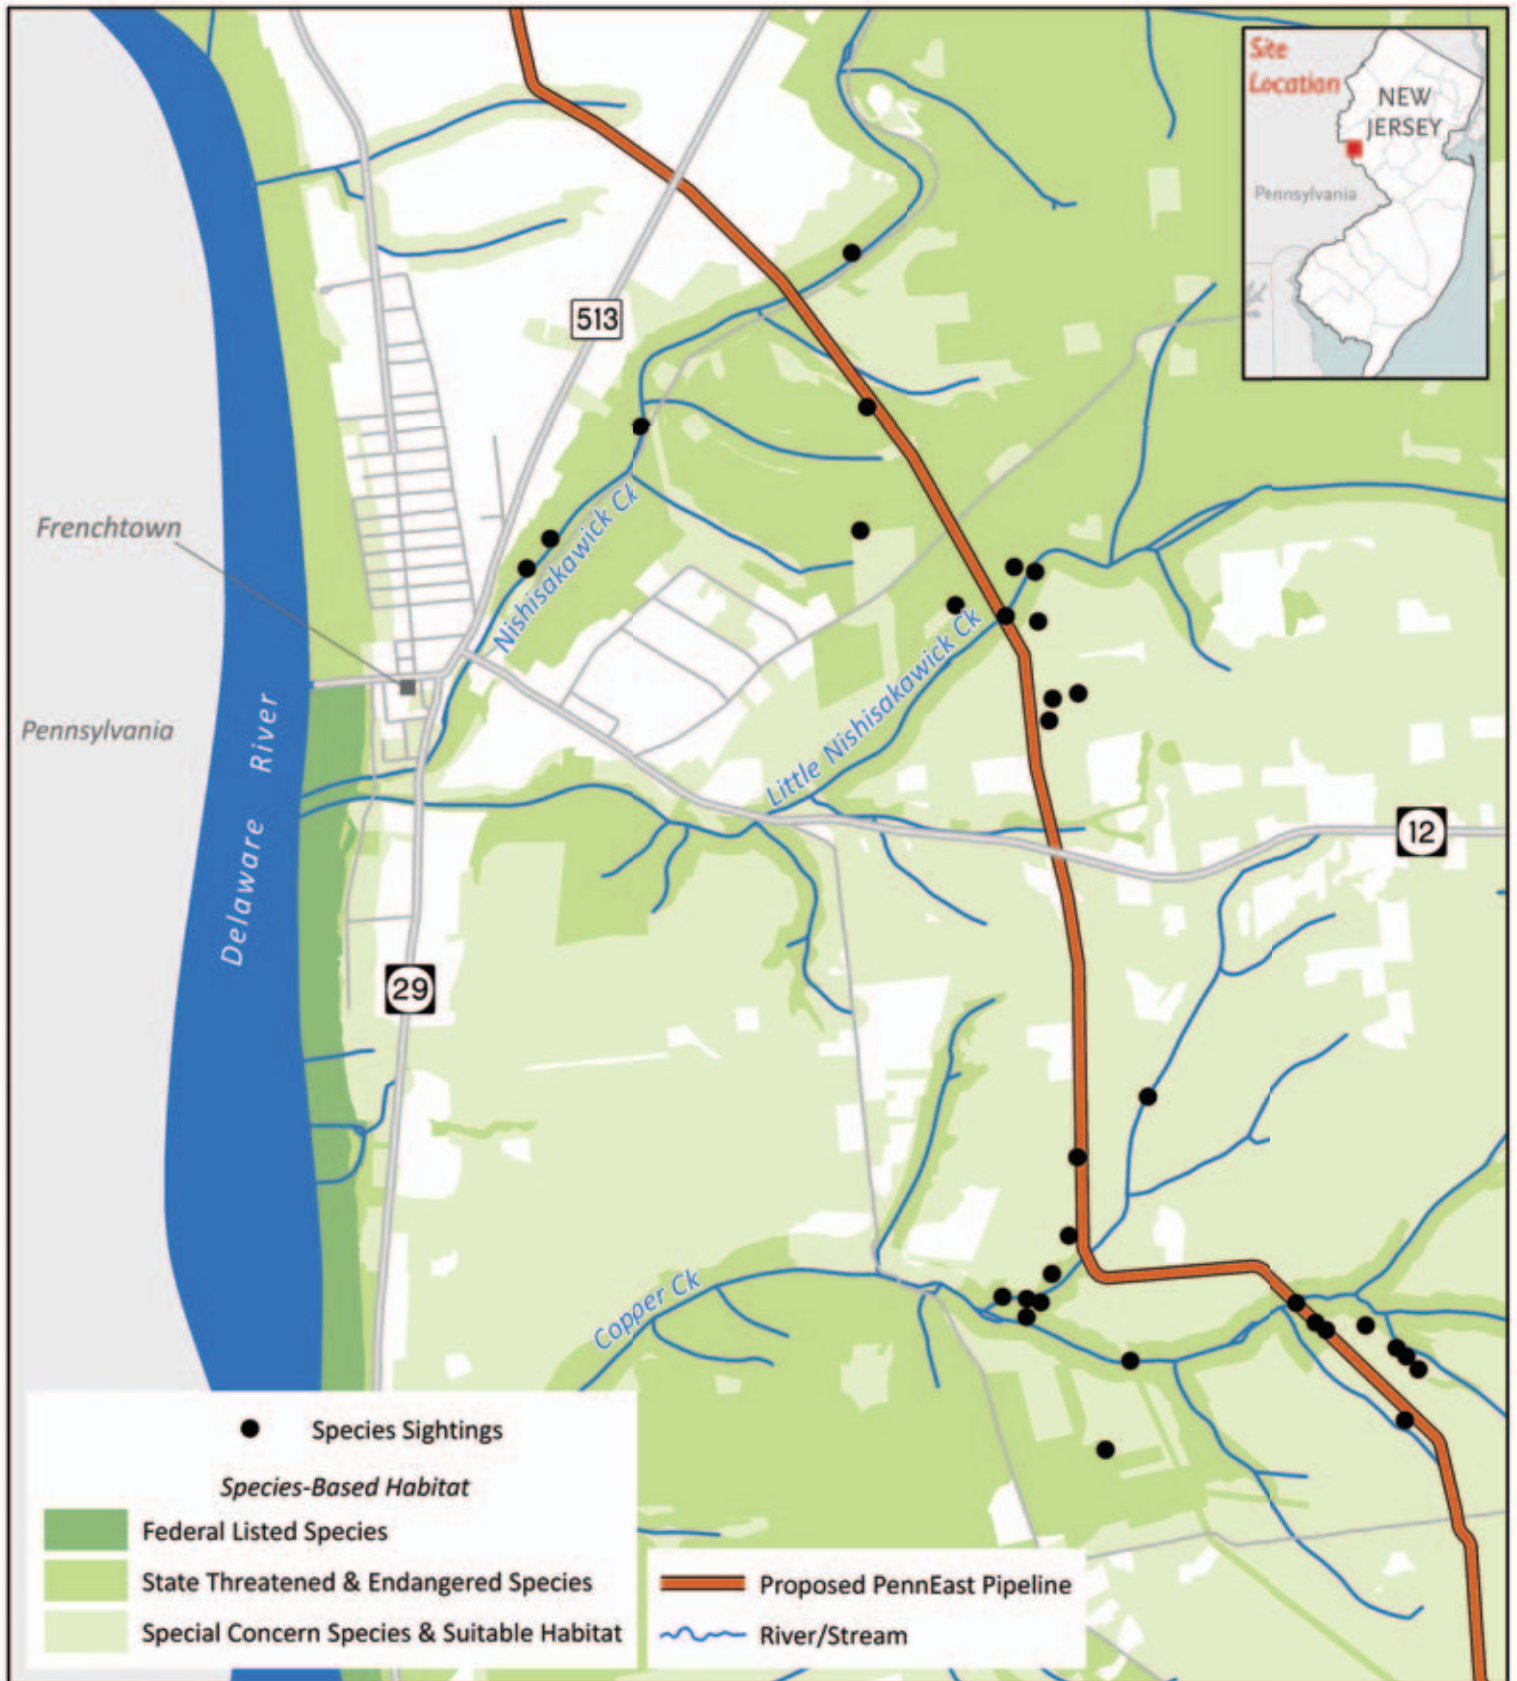 Site
Location
NEW
JERSEY
Pennsylvania
513
Frenchtown
Nishisakawick Ck
Pennsylvania
Delaware River
Little Nishisakawick Ck
12
29
Copper Ck
Species Sightings
Species-Based Habitat
Federal Listed Species
State Threatened & Endangered Species
Special Concern Species & Suitable Habitat
Proposed PennEast Pipeline
River/Stream